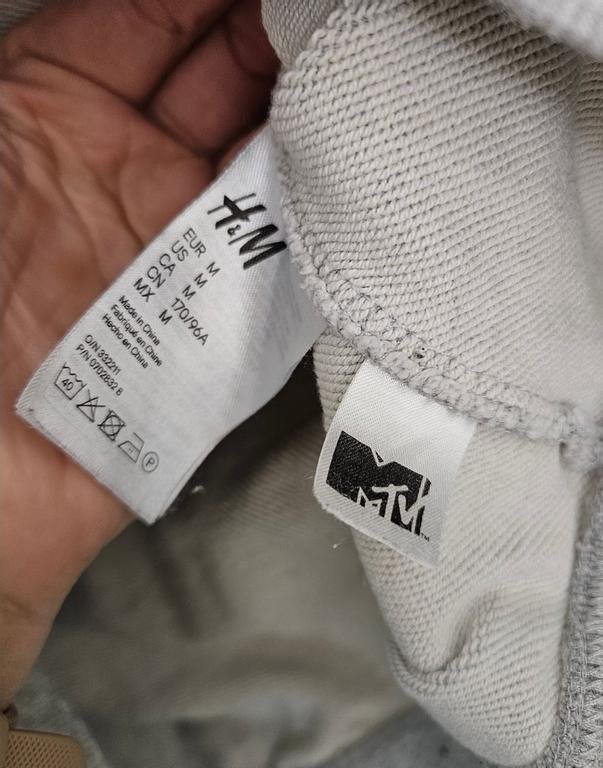 H&M
EUR M
US M
CA M
CN 170/96A
MX M
Made in China
Fabriqué en Chine
Hecho en China
O/N 332211
P/N 0702832 6
40
P
MTV
TM